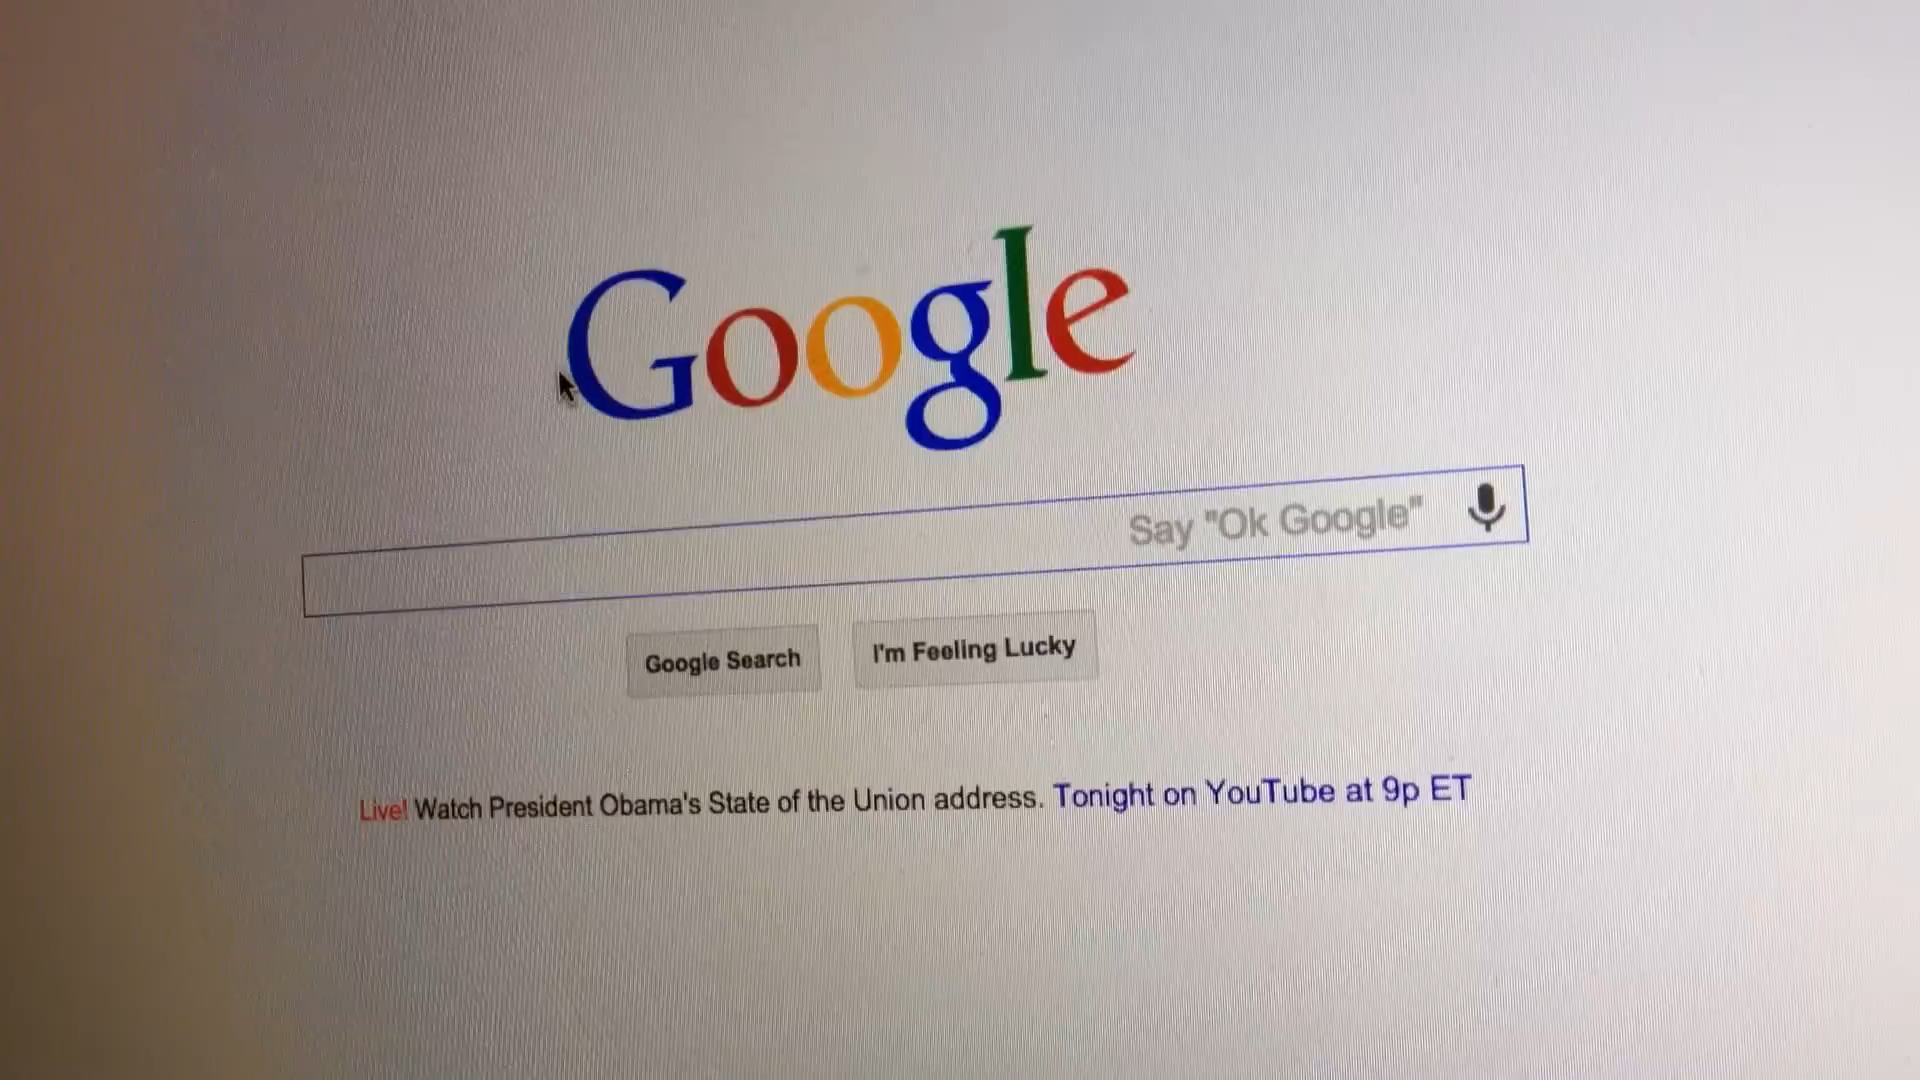 Google
Say "Ok Google"
Google Search
I'm Feeling Lucky
Live! Watch President Obama's State of the Union address. Tonight on YouTube at 9p ET